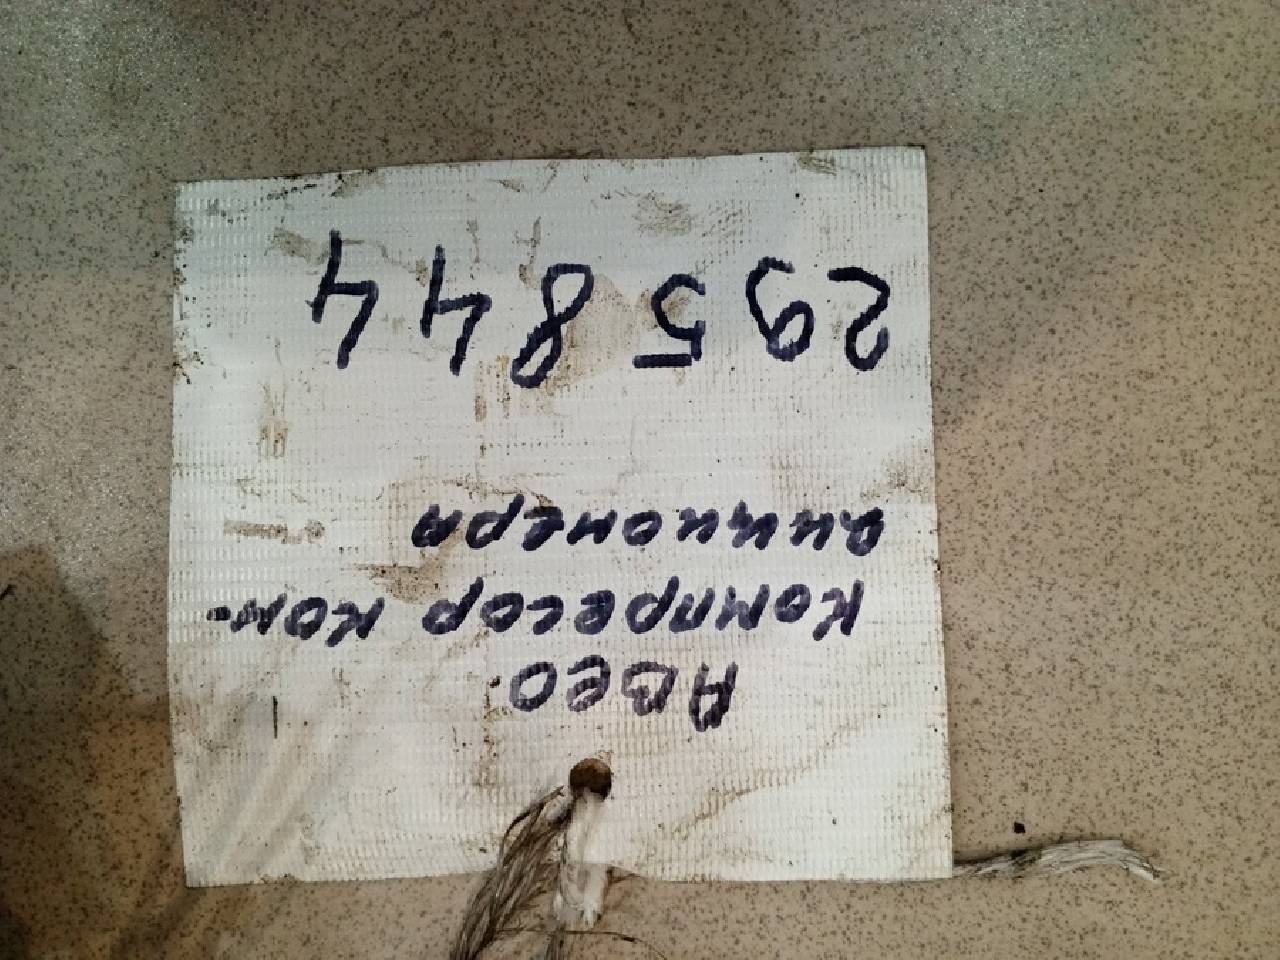 Авео.
Компресор кон-
диционера
295844